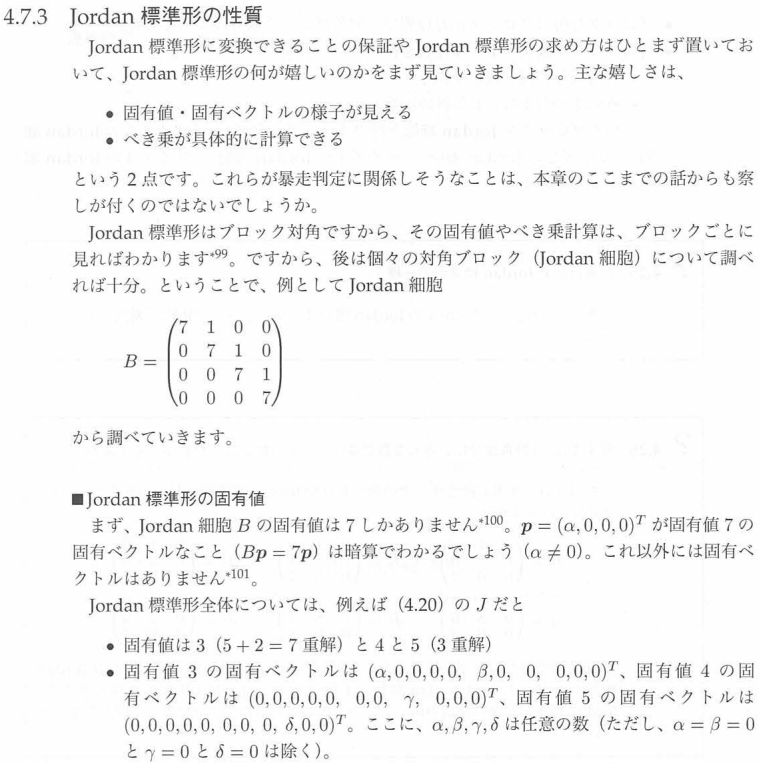 4.7.3 Jordan 標準形の性質
Jordan 標準形に変換できることの保証や Jordan 標準形の求め方はひとまず置いてお
いて、Jordan 標準形の何が嬉しいのかをまず見ていきましょう。主な嬉しさは、
• 固有値・固有ベクトルの様子が見える
• べき乗が具体的に計算できる
という 2 点です。これらが暴走判定に関係しそうなことは、本章のここまでの話からも察
しが付くのではないでしょうか。
Jordan 標準形はブロック対角ですから、その固有値やべき乗計算は、ブロックごとに
見ればわかります*99。ですから、後は個々の対角ブロック（Jordan 細胞）について調べ
れば十分。ということで、例として Jordan 細胞
7 1 0 0
0 7 1 0
B =
0 0 7 1
0 0 0 7
から調べていきます。
■Jordan 標準形の固有値
まず、Jordan 細胞 B の固有値は 7 しかありません*100。p = (α, 0, 0, 0)^T が固有値 7 の
固有ベクトルなこと（Bp = 7p）は暗算でわかるでしょう（α ≠ 0）。これ以外には固有ベ
クトルはありません*101。
Jordan 標準形全体については、例えば（4.20）の J だと
• 固有値は 3（5 + 2 = 7 重解）と 4 と 5（3 重解）
• 固有値 3 の固有ベクトルは (α, 0, 0, 0, 0, β, 0, 0, 0, 0, 0)^T、固有値 4 の固
有ベクトルは (0, 0, 0, 0, 0, 0, 0, γ, 0, 0, 0)^T、固有値 5 の固有ベクトルは
(0, 0, 0, 0, 0, 0, 0, 0, δ, 0, 0)^T。ここに、α, β, γ, δ は任意の数（ただし、α = β = 0
と γ = 0 と δ = 0 は除く）。